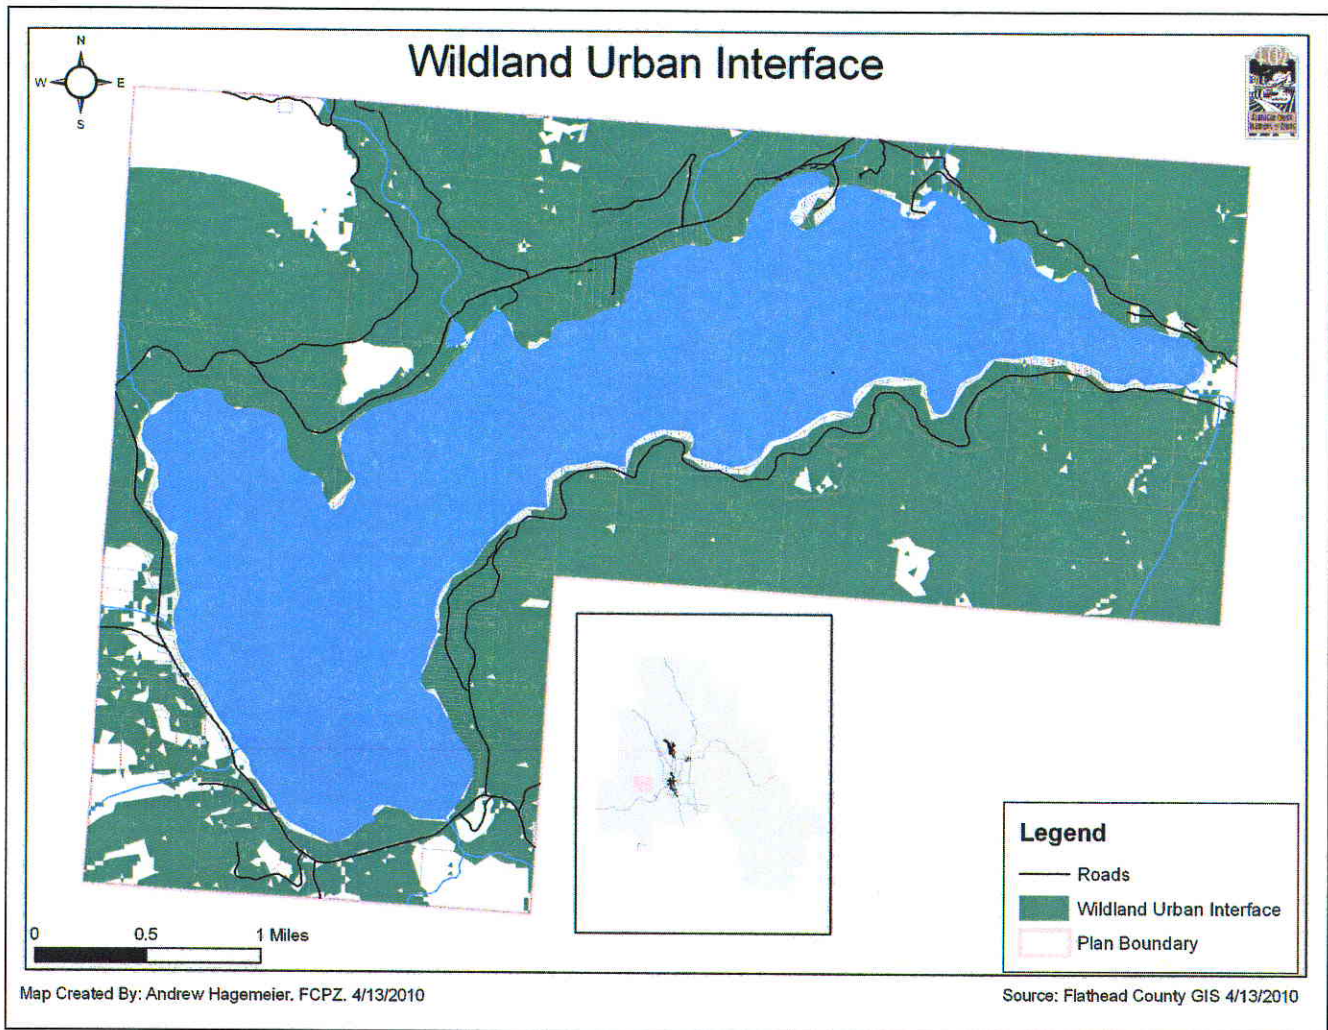 Wildland Urban Interface
N
W
E
S
Legend
Roads
Wildland Urban Interface
Plan Boundary
0
0.5
1 Miles
Map Created By: Andrew Hagemeier. FCPZ. 4/13/2010
Source: Flathead County GIS 4/13/2010